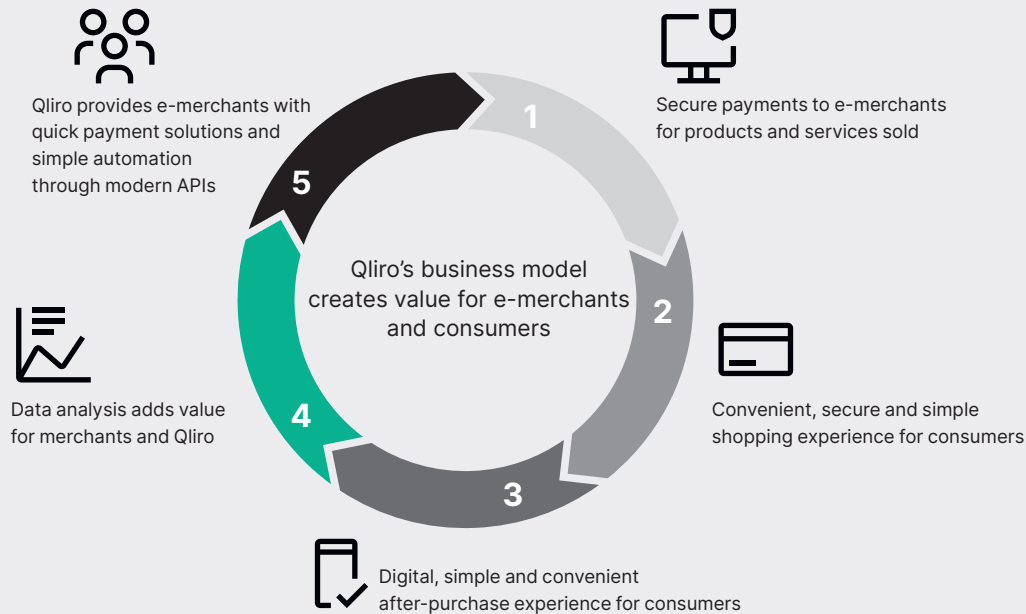 Qliro provides e-merchants with
quick payment solutions and
simple automation
through modern APIs
Secure payments to e-merchants
for products and services sold
1
5
Qliro’s business model
creates value for e-merchants
and consumers
2
Data analysis adds value
for merchants and Qliro
4
Convenient, secure and simple
shopping experience for consumers
3
Digital, simple and convenient
after-purchase experience for consumers